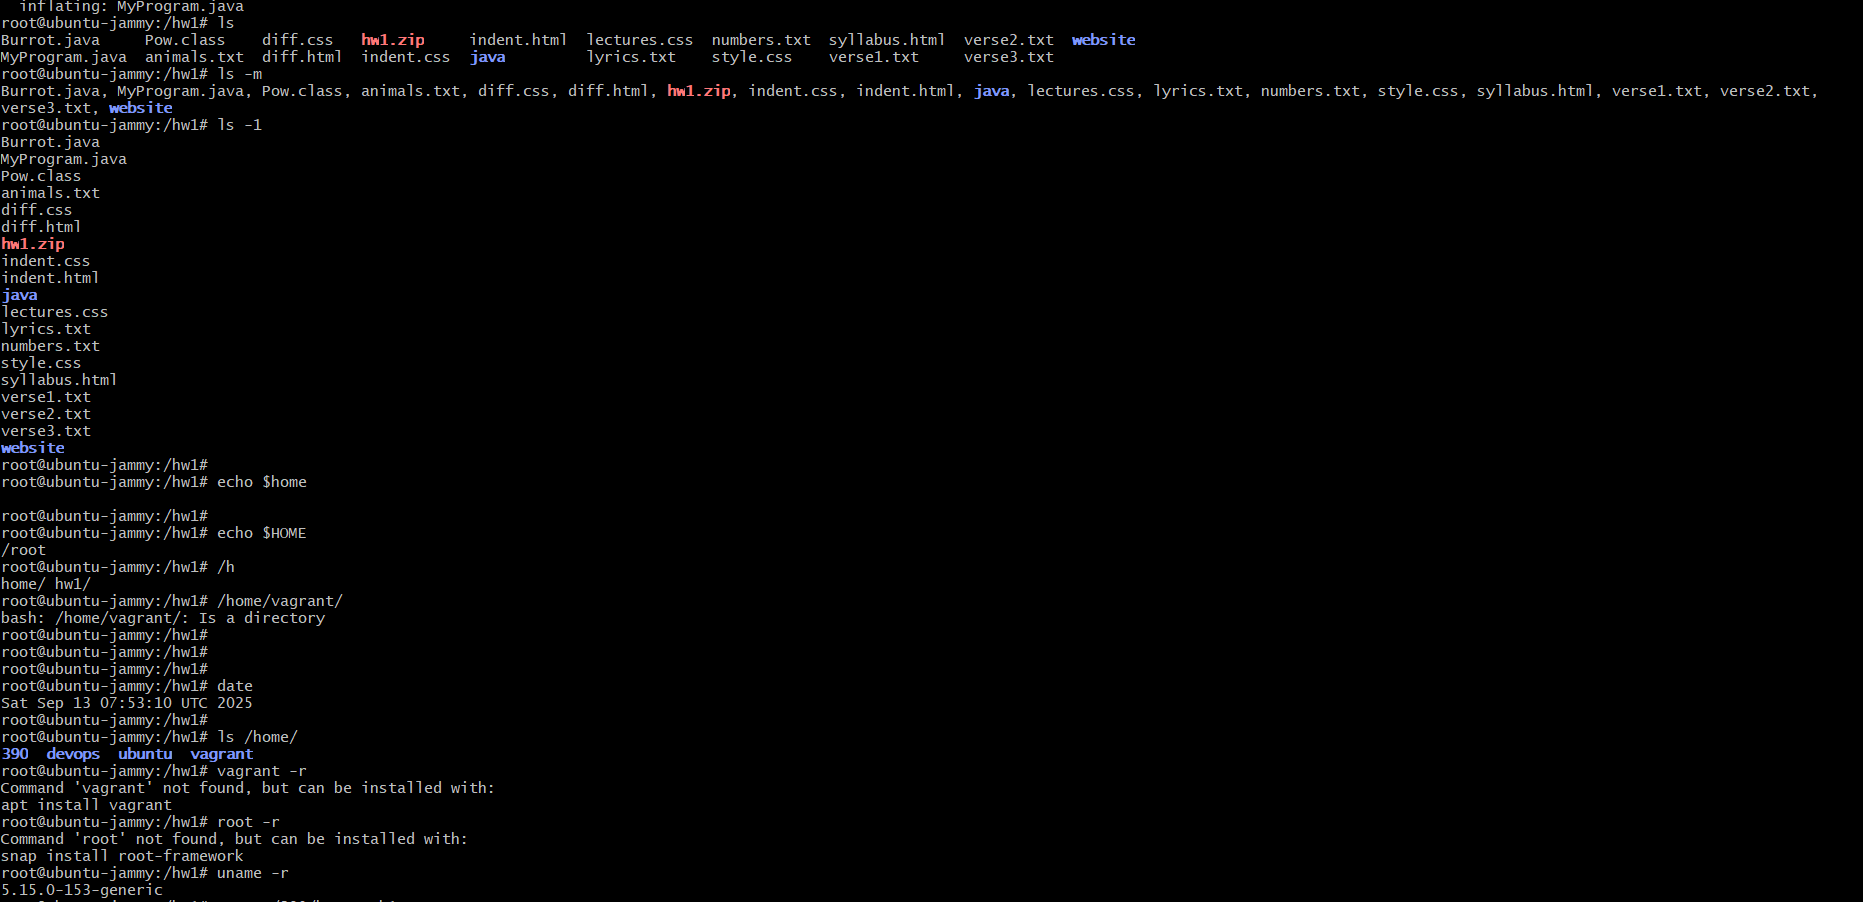 inflating: MyProgram.java
root@ubuntu-jammy:/hw1# ls
Burrot.java     Pow.class    diff.css   hw1.zip     indent.html  lectures.css  numbers.txt  syllabus.html  verse2.txt  website
MyProgram.java  animals.txt  diff.html  indent.css  java         lyrics.txt    style.css    verse1.txt     verse3.txt
root@ubuntu-jammy:/hw1# ls -m
Burrot.java, MyProgram.java, Pow.class, animals.txt, diff.css, diff.html, hw1.zip, indent.css, indent.html, java, lectures.css, lyrics.txt, numbers.txt, style.css, syllabus.html, verse1.txt, verse2.txt,
verse3.txt, website
root@ubuntu-jammy:/hw1# ls -1
Burrot.java
MyProgram.java
Pow.class
animals.txt
diff.css
diff.html
hw1.zip
indent.css
indent.html
java
lectures.css
lyrics.txt
numbers.txt
style.css
syllabus.html
verse1.txt
verse2.txt
verse3.txt
website
root@ubuntu-jammy:/hw1#
root@ubuntu-jammy:/hw1# echo $home
root@ubuntu-jammy:/hw1#
root@ubuntu-jammy:/hw1# echo $HOME
/root
root@ubuntu-jammy:/hw1# /h
home/ hw1/
root@ubuntu-jammy:/hw1# /home/vagrant/
bash: /home/vagrant/: Is a directory
root@ubuntu-jammy:/hw1#
root@ubuntu-jammy:/hw1#
root@ubuntu-jammy:/hw1#
root@ubuntu-jammy:/hw1# date
Sat Sep 13 07:53:10 UTC 2025
root@ubuntu-jammy:/hw1#
root@ubuntu-jammy:/hw1# ls /home/
390  devops  ubuntu  vagrant
root@ubuntu-jammy:/hw1# vagrant -r
Command 'vagrant' not found, but can be installed with:
apt install vagrant
root@ubuntu-jammy:/hw1# root -r
Command 'root' not found, but can be installed with:
snap install root-framework
root@ubuntu-jammy:/hw1# uname -r
5.15.0-153-generic